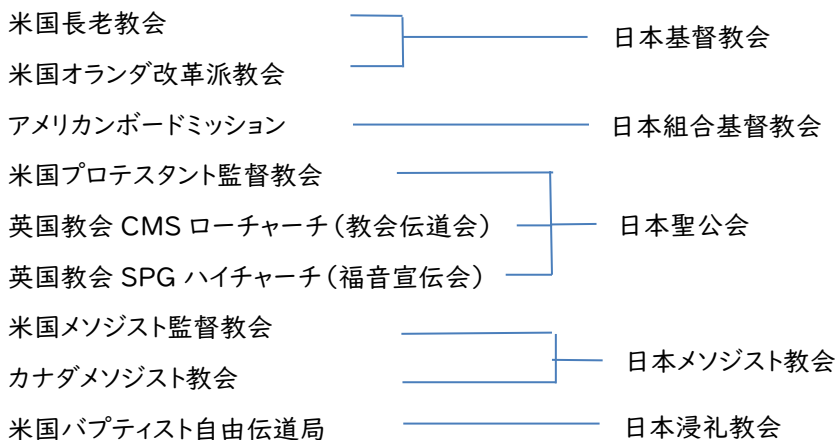 米国長老教会
日本基督教会
米国オランダ改革派教会
アメリカンボードミッション
日本組合基督教会
米国プロテスタント監督教会
英国教会 CMS ローチャーチ（教会伝道会）
日本聖公会
英国教会 SPG ハイチャーチ（福音宣伝会）
米国メソジスト監督教会
日本メソジスト教会
カナダメソジスト教会
米国バプティスト自由伝道局
日本浸礼教会